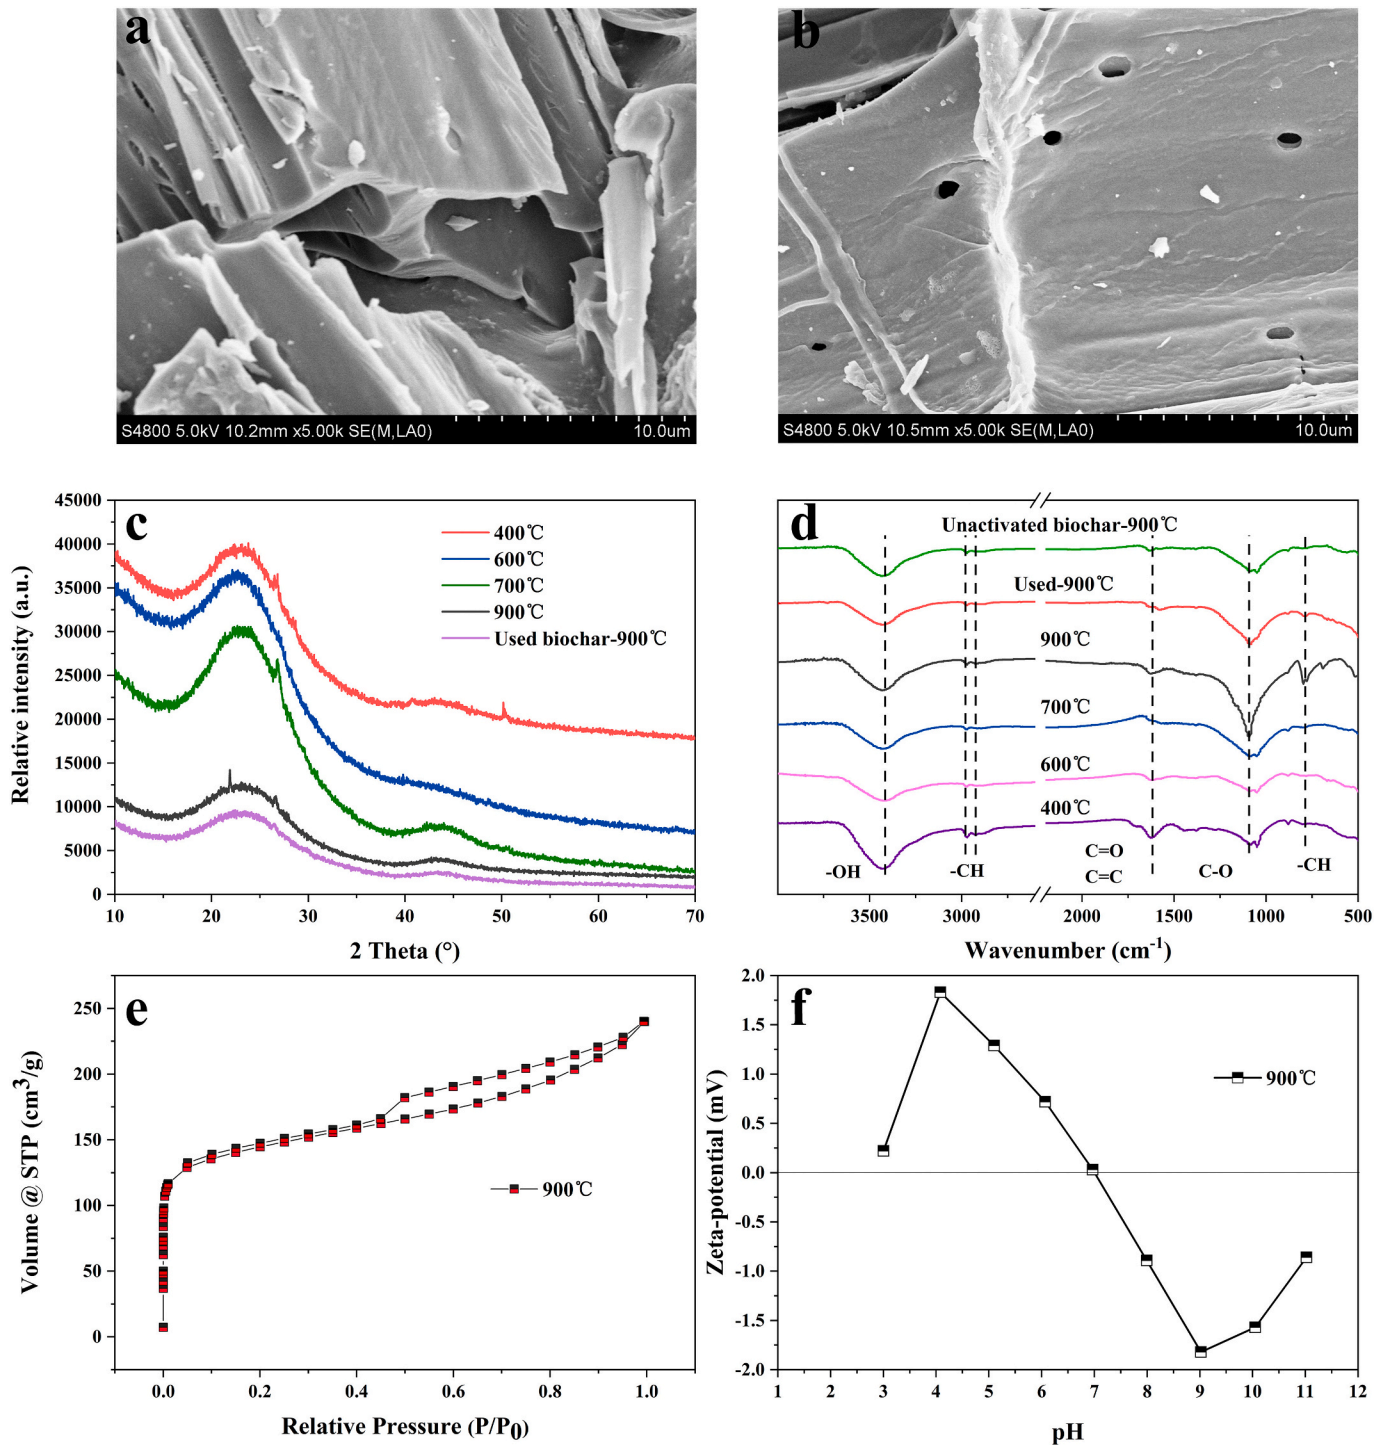 a
b
S4800 5.0kV 10.2mm x5.00k SE(M,LA0)
10.0um
S4800 5.0kV 10.5mm x5.00k SE(M,LA0)
10.0um
c
45000
40000
35000
30000
25000
20000
15000
10000
5000
0
Relative intensity (a.u.)
400℃
600℃
700℃
900℃
Used biochar-900℃
10
20
30
40
50
60
70
2 Theta (°)
d
Unactivated biochar-900℃
Used-900℃
900℃
700℃
600℃
400℃
-OH
-CH
C=O
C=C
C-O
-CH
3500
3000
2000
1500
1000
500
Wavenumber (cm-1)
e
250
200
150
100
50
0
Volume @ STP (cm3/g)
900℃
0.0
0.2
0.4
0.6
0.8
1.0
Relative Pressure (P/P0)
f
2.0
1.5
1.0
0.5
0.0
-0.5
-1.0
-1.5
-2.0
Zeta-potential (mV)
900℃
1
2
3
4
5
6
7
8
9
10
11
12
pH